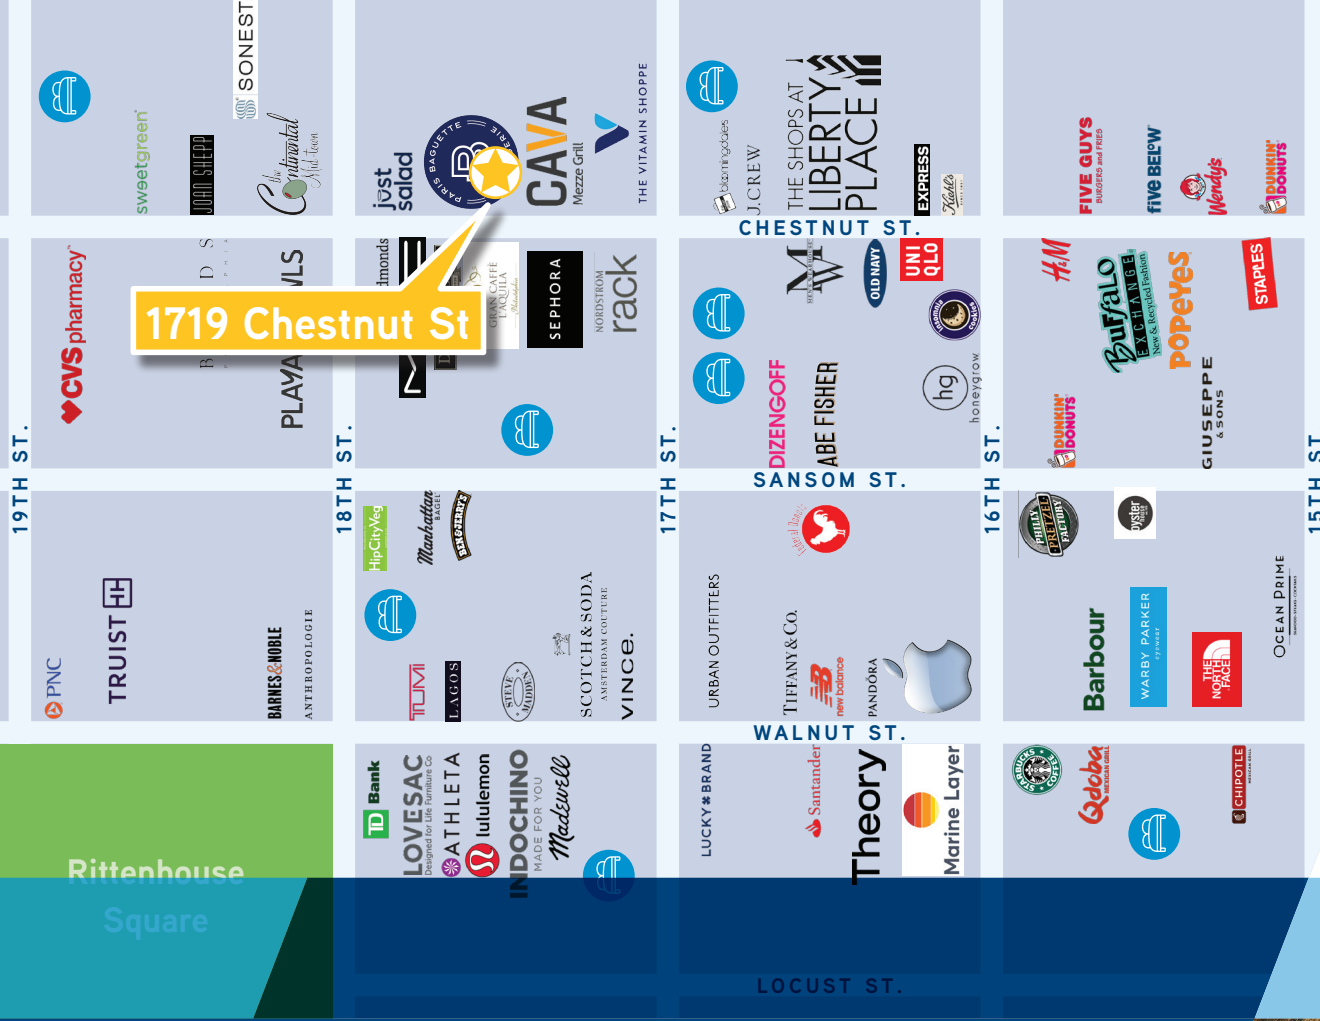 SONEST
sweetgreen
JOHN SHEPP
the
Continental
Mid-town
just
salad
PARIS BAGUETTE
B
CAVA
Mezze Grill
THE VITAMIN SHOPPE
bloomingdales
J.CREW
THE SHOPS AT
LIBERTY
PLACE
EXPRESS
Kiehl's
FIVE GUYS
BURGERS and FRIES
five BELOW
Wendy's
DUNKIN'
DONUTS
CHESTNUT ST.
CVS pharmacy
1719 Chestnut St
GRAN CAFFÈ
L'AQUILA
SEPHORA
NORDSTROM
rack
MW
OLD NAVY
UNI
QLO
insomnia
cookies
DIZENGOFF
ABE FISHER
hg
honeygrow
H&M
BUFFALO
EXCHANGE
New & Recycled Fashion
POPEYES
STAPLES
DUNKIN'
DONUTS
GIUSEPPE
& SONS
19TH ST.
18TH ST.
17TH ST.
16TH ST.
15TH ST
SANSOM ST.
PNC
TRUIST
BARNES&NOBLE
ANTHROPOLOGIE
HipCityVeg
Manhattan
BAGEL
BEN&JERRY'S
TUMI
LAGOS
STEVE
MADDEN
SCOTCH & SODA
AMSTERDAM COUTURE
VINCE.
URBAN OUTFITTERS
TIFFANY & CO.
new balance
PANDORA
PHILLY
PRETZEL
FACTORY
oyster
house
Barbour
WARBY PARKER
eyewear
THE
NORTH
FACE
OCEAN PRIME
WALNUT ST.
Rittenhouse
Square
TD Bank
LOVESAC
Designed for Life Furniture Co
ATHLETA
lululemon
INDOCHINO
MADE FOR YOU
Madewell
LUCKY BRAND
Santander
Theory
Marine Layer
STARBUCKS
COFFEE
Qdoba
MEXICAN GRILL
CHIPOTLE
MEXICAN GRILL
LOCUST ST.